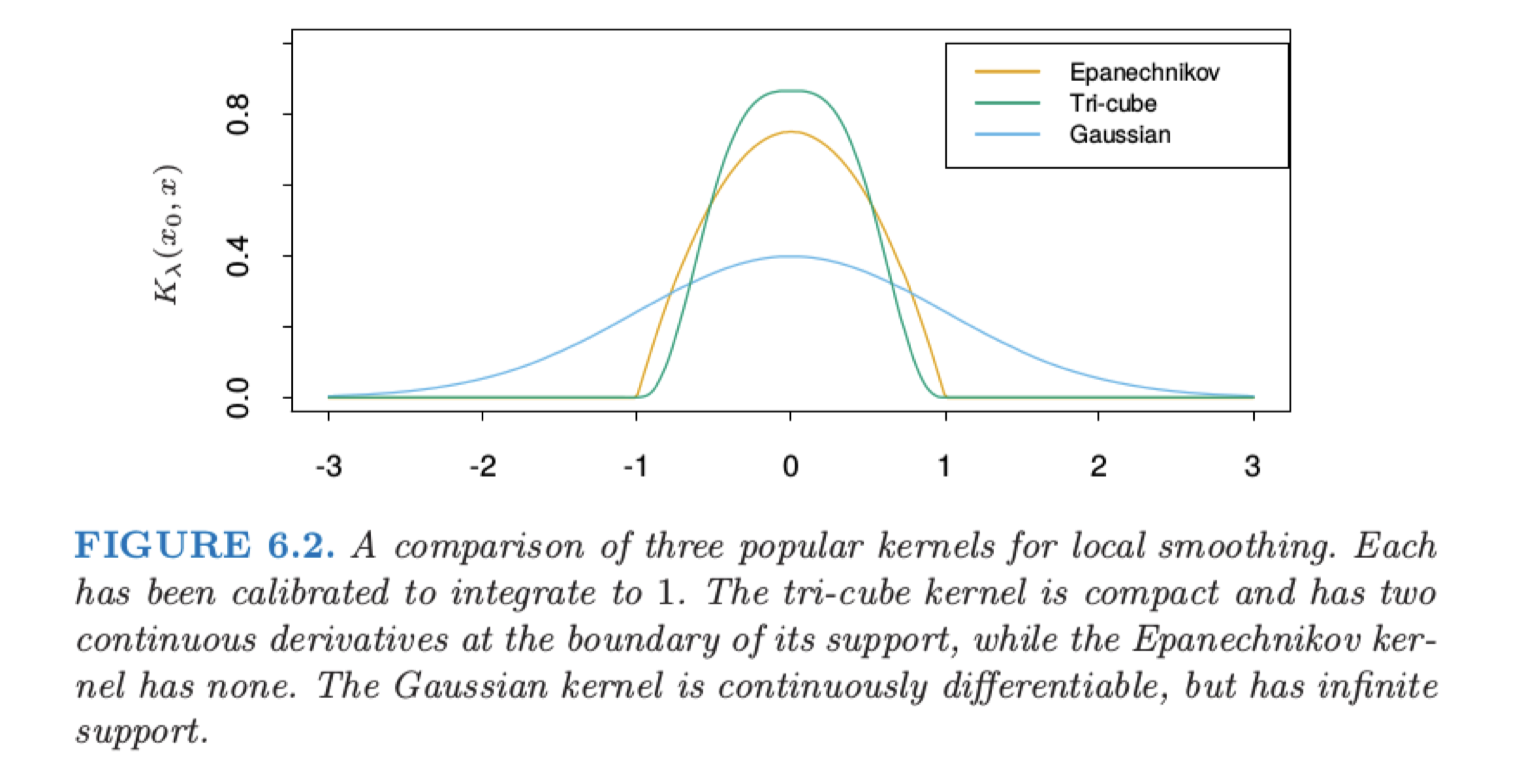 Epanechnikov
Tri-cube
Gaussian
K_λ(x_0, x)
0.8
0.4
0.0
-3 -2 -1 0 1 2 3
FIGURE 6.2. A comparison of three popular kernels for local smoothing. Each
has been calibrated to integrate to 1. The tri-cube kernel is compact and has two
continuous derivatives at the boundary of its support, while the Epanechnikov ker-
nel has none. The Gaussian kernel is continuously differentiable, but has infinite
support.